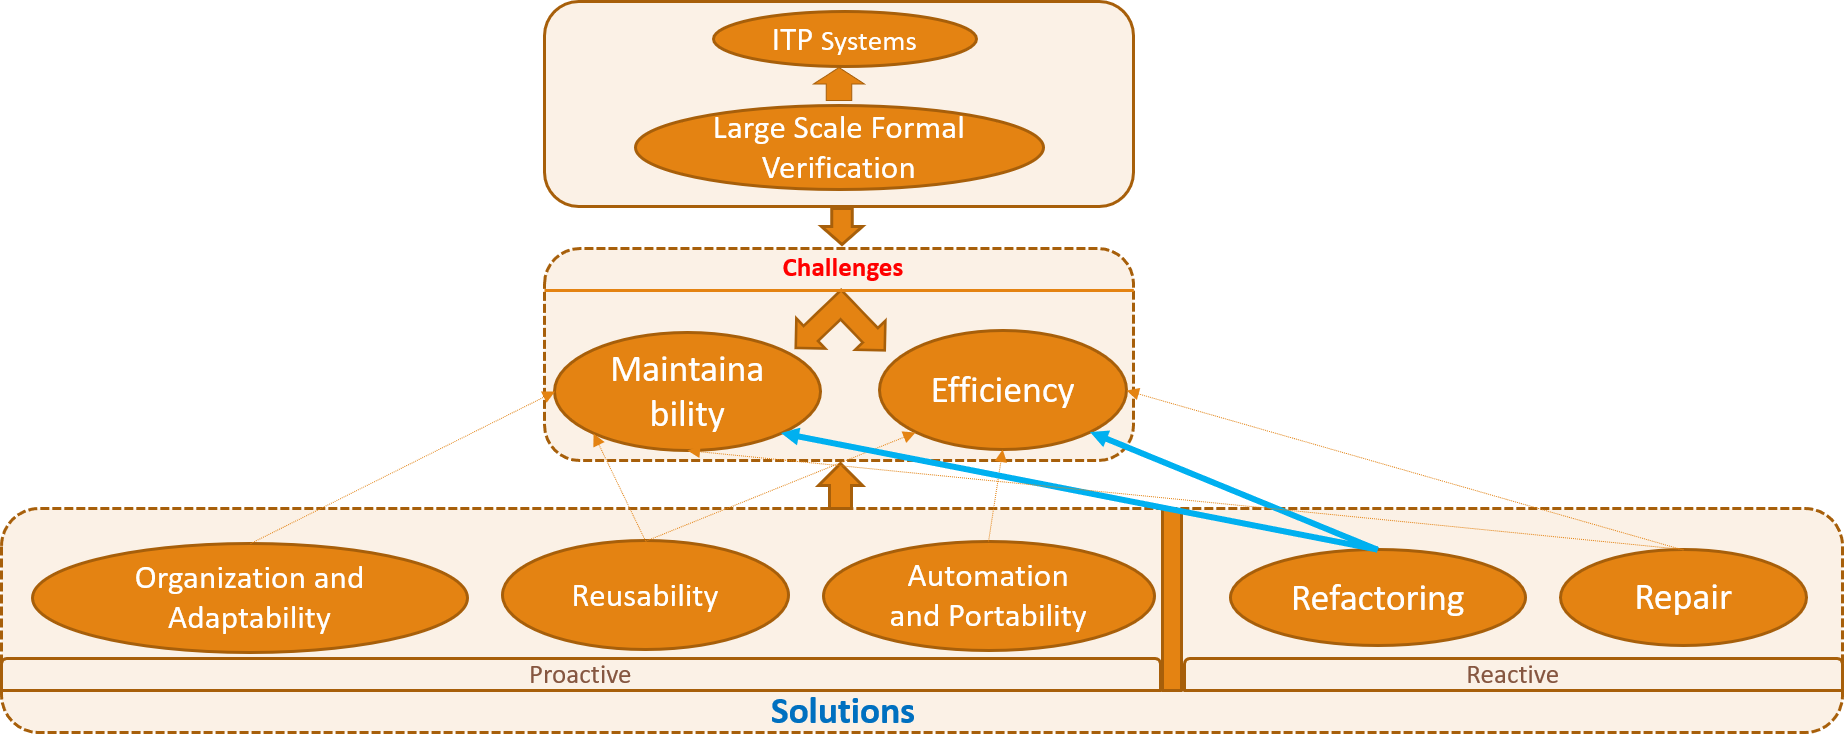 ITP Systems
Large Scale Formal
Verification
Challenges
Maintaina
bility
Efficiency
Organization and
Adaptability
Reusability
Automation
and Portability
Refactoring
Repair
Proactive
Reactive
Solutions